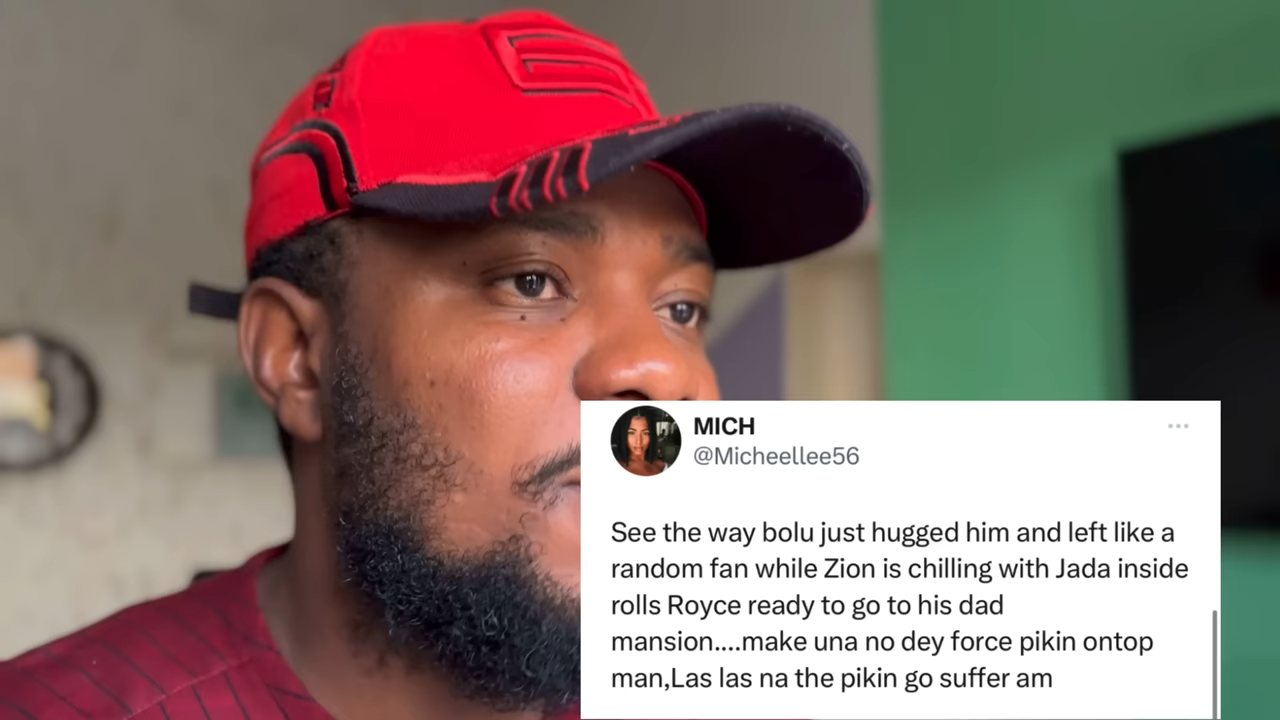 MICH
@Micheellee56
See the way bolu just hugged him and left like a
random fan while Zion is chilling with Jada inside
rolls Royce ready to go to his dad
mansion....make una no dey force pikin ontop
man,Las las na the pikin go suffer am